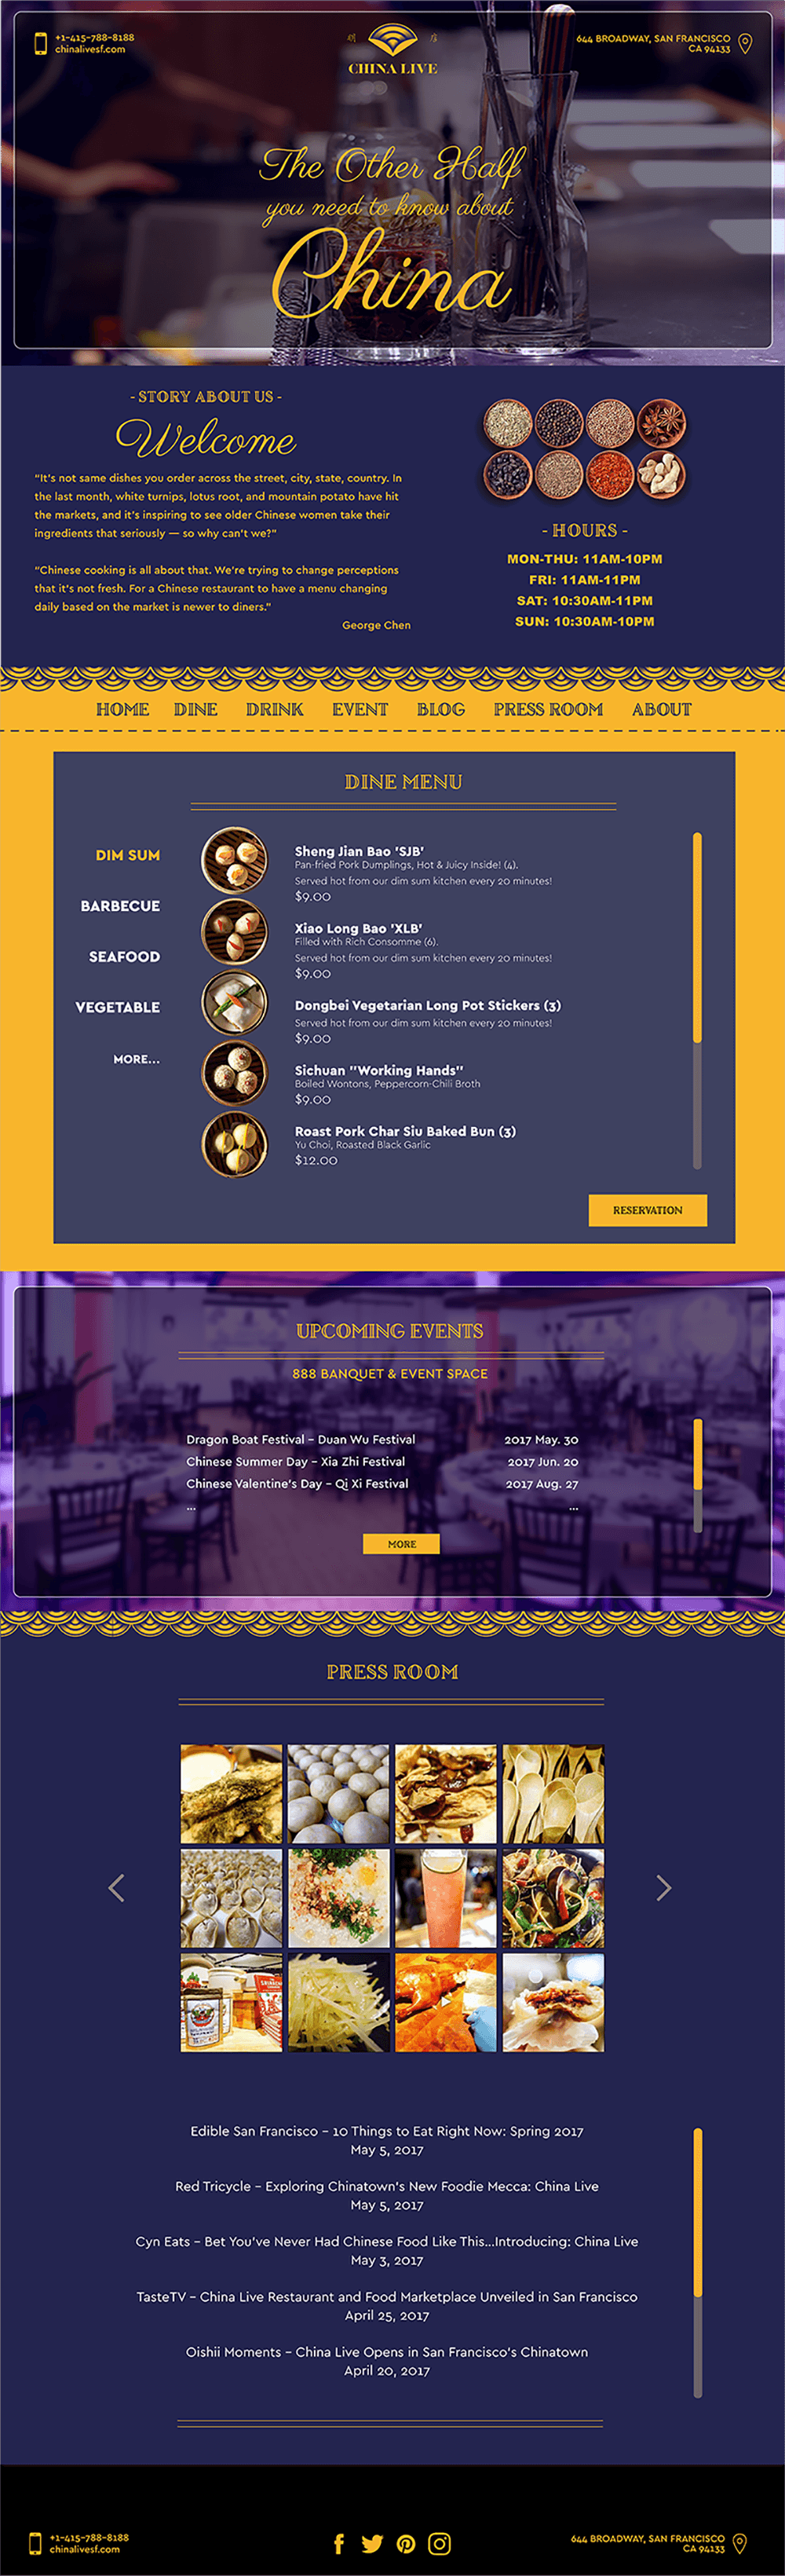 +1-415-788-8188
chinalivesf.com
CHINA LIVE
644 BROADWAY, SAN FRANCISCO
CA 94133
The Other Half
you need to know about
China
- STORY ABOUT US -
Welcome
"It's not same dishes you order across the street, city, state, country. In
the last month, white turnips, lotus root, and mountain potato have hit
the markets, and it's inspiring to see older Chinese women take their
ingredients that seriously — so why can't we?"
"Chinese cooking is all about that. We're trying to change perceptions
that it's not fresh. For a Chinese restaurant to have a menu changing
daily based on the market is newer to diners."
George Chen
- HOURS -
MON-THU: 11AM-10PM
FRI: 11AM-11PM
SAT: 10:30AM-11PM
SUN: 10:30AM-10PM
HOME DINE DRINK EVENT BLOG PRESS ROOM ABOUT
DINE MENU
DIM SUM
BARBECUE
SEAFOOD
VEGETABLE
MORE...
Sheng Jian Bao 'SJB'
Pan-fried Pork Dumplings, Hot & Juicy Inside! (4).
Served hot from our dim sum kitchen every 20 minutes!
$9.00
Xiao Long Bao 'XLB'
Filled with Rich Consomme (6).
Served hot from our dim sum kitchen every 20 minutes!
$9.00
Dongbei Vegetarian Long Pot Stickers (3)
Served hot from our dim sum kitchen every 20 minutes!
$9.00
Sichuan "Working Hands"
Boiled Wontons, Peppercorn-Chili Broth
$9.00
Roast Pork Char Siu Baked Bun (3)
Yu Choi, Roasted Black Garlic
$12.00
RESERVATION
UPCOMING EVENTS
888 BANQUET & EVENT SPACE
Dragon Boat Festival – Duan Wu Festival 2017 May. 30
Chinese Summer Day – Xia Zhi Festival 2017 Jun. 20
Chinese Valentine's Day – Qi Xi Festival 2017 Aug. 27
... ...
MORE
PRESS ROOM
Edible San Francisco – 10 Things to Eat Right Now: Spring 2017
May 5, 2017
Red Tricycle – Exploring Chinatown's New Foodie Mecca: China Live
May 5, 2017
Cyn Eats – Bet You've Never Had Chinese Food Like This...Introducing: China Live
May 3, 2017
TasteTV – China Live Restaurant and Food Marketplace Unveiled in San Francisco
April 25, 2017
Oishii Moments – China Live Opens in San Francisco's Chinatown
April 20, 2017
+1-415-788-8188
chinalivesf.com
644 BROADWAY, SAN FRANCISCO
CA 94133